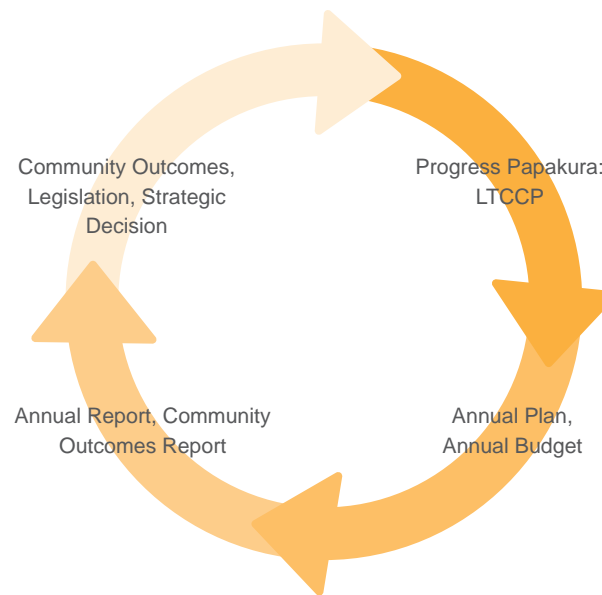 Community Outcomes,
Legislation, Strategic
Decision
Progress Papakura:
LTCCP
Annual Report, Community
Outcomes Report
Annual Plan,
Annual Budget